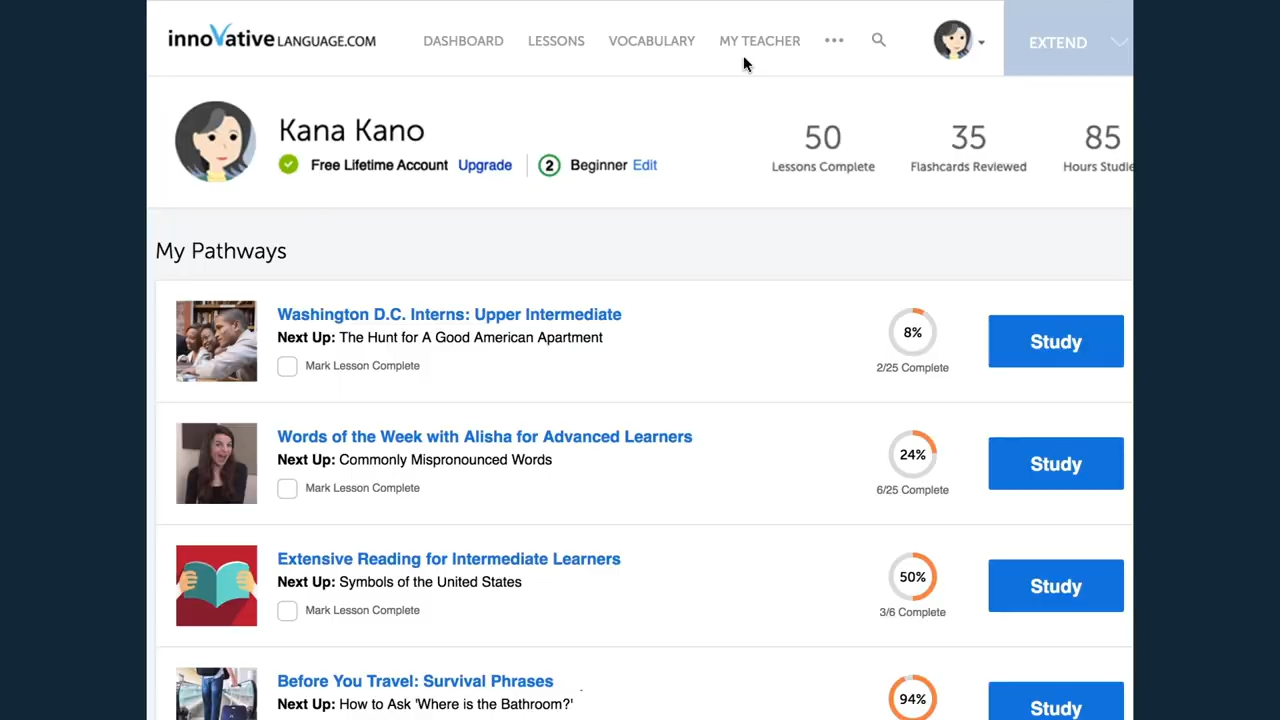 innoVative LANGUAGE.COM
DASHBOARD LESSONS VOCABULARY MY TEACHER ••• EXTEND
Kana Kano
Free Lifetime Account Upgrade 2 Beginner Edit
50 35 85
Lessons Complete Flashcards Reviewed Hours Studie
My Pathways
Washington D.C. Interns: Upper Intermediate
Next Up: The Hunt for A Good American Apartment
Mark Lesson Complete
8%
2/25 Complete
Study
Words of the Week with Alisha for Advanced Learners
Next Up: Commonly Mispronounced Words
Mark Lesson Complete
24%
6/25 Complete
Study
Extensive Reading for Intermediate Learners
Next Up: Symbols of the United States
Mark Lesson Complete
50%
3/6 Complete
Study
Before You Travel: Survival Phrases
Next Up: How to Ask 'Where is the Bathroom?'
94%
Study